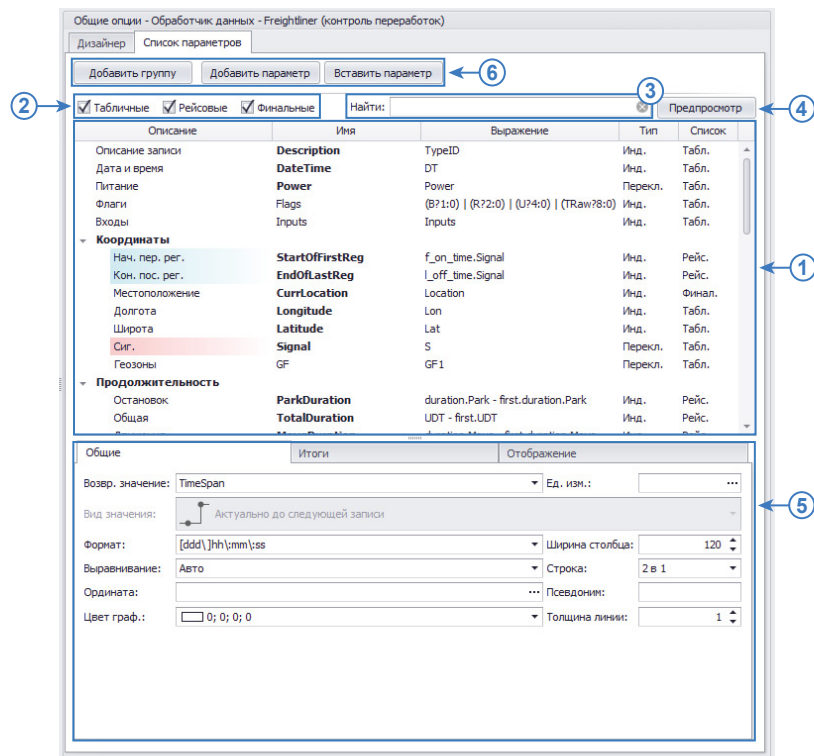 Общие опции - Обработчик данных - Freightliner (контроль переработок)
Дизайнер Список параметров
Добавить группу Добавить параметр Вставить параметр 6
2 Табличные Рейсовые Финальные Найти: 3 Предпросмотр 4
Описание Имя Выражение Тип Список
Описание записи Description TypeID Инд. Табл.
Дата и время DateTime DT Инд. Табл.
Питание Power Power Перекл. Табл.
Флаги Flags (B?1:0) | (R?2:0) | (U?4:0) | (TRaw?8:0) Инд. Табл.
Входы Inputs Inputs Инд. Табл.
Координаты
Нач. пер. рег. StartOfFirstReg f_on_time.Signal Инд. Рейс.
Кон. пос. рег. EndOfLastReg l_off_time.Signal Инд. Рейс.
1
Местоположение CurrLocation Location Инд. Финал.
Долгота Longitude Lon Инд. Табл.
Широта Latitude Lat Инд. Табл.
Сиг. Signal S Перекл. Табл.
Геозоны GF GF1 Перекл. Табл.
Продолжительность
Остановок ParkDuration duration.Park - first.duration.Park Инд. Рейс.
Общая TotalDuration UDT - first.UDT Инд. Рейс.
Общие Итоги Отображение
Возвр. значение: TimeSpan Ед. изм.: ...
Вид значения: Актуально до следующей записи 5
Формат: [ddd\ ]hh\:mm\:ss Ширина столбца: 120
Выравнивание: Авто Строка: 2 в 1
Ордината: ... Псевдоним:
Цвет граф.: 0; 0; 0; 0 Толщина линии: 1